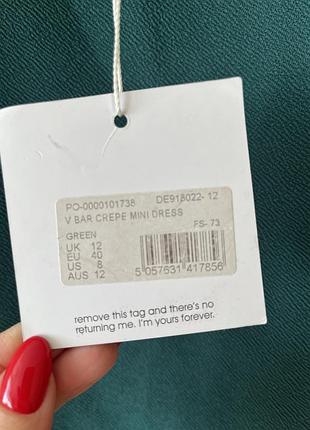 PO-0000101738 DE918022- 12
V BAR CREPE MINI DRESS
FS- 73
GREEN
UK 12
EU 40
US 8
AUS 12
5 057631 417856
remove this tag and there's no
returning me. I'm yours forever.